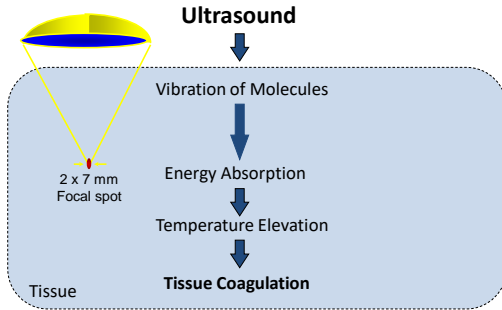 Ultrasound
Vibration of Molecules
Energy Absorption
2 x 7 mm
Focal spot
Temperature Elevation
Tissue Coagulation
Tissue